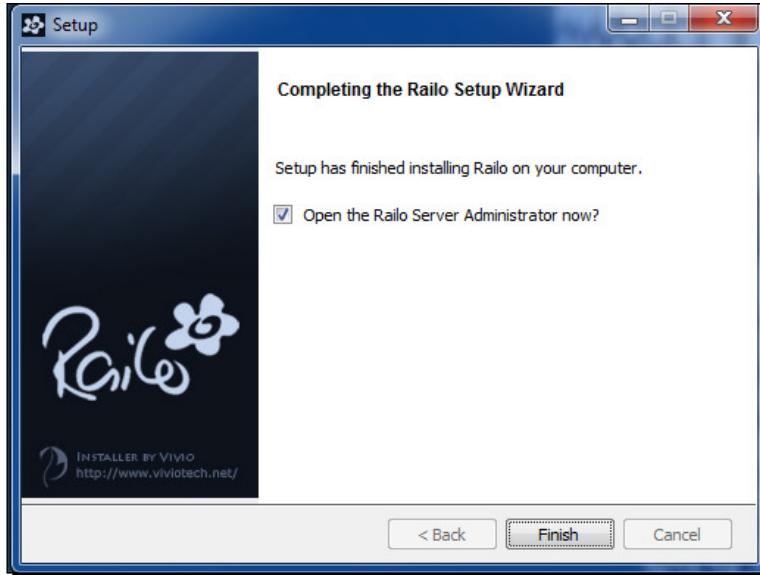 Setup
Completing the Railo Setup Wizard
Setup has finished installing Railo on your computer.
Open the Railo Server Administrator now?
Railo
INSTALLER BY VIVIO
http://www.viviotech.net/
< Back
Finish
Cancel